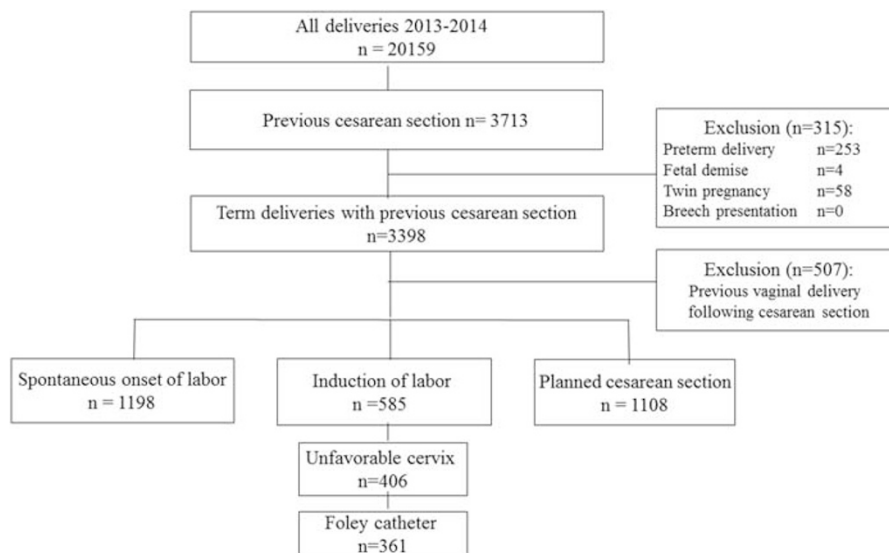 All deliveries 2013-2014
n = 20159
Previous cesarean section n= 3713
Exclusion (n=315):
Preterm delivery n=253
Fetal demise n=4
Twin pregnancy n=58
Breech presentation n=0
Term deliveries with previous cesarean section
n=3398
Exclusion (n=507):
Previous vaginal delivery
following cesarean section
Spontaneous onset of labor
n = 1198
Induction of labor
n =585
Planned cesarean section
n = 1108
Unfavorable cervix
n=406
Foley catheter
n=361